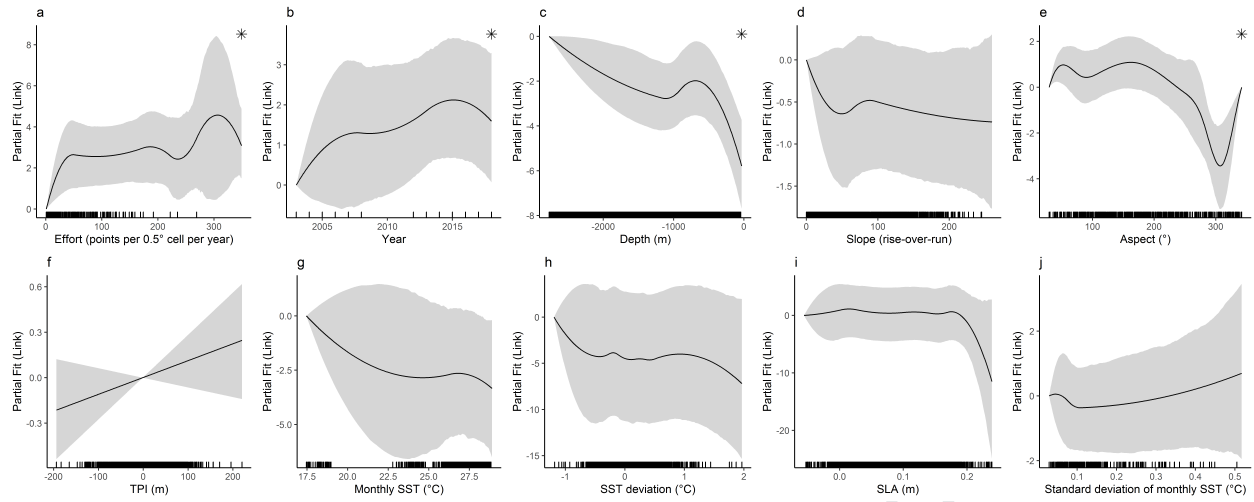 a
Partial Fit (Link)
8
6
4
2
0
0
100
200
300
Effort (points per 0.5° cell per year)
*
b
Partial Fit (Link)
3
2
1
0
2005
2010
2015
Year
*
c
Partial Fit (Link)
0
-2
-4
-6
-8
-2000
-1000
0
Depth (m)
*
d
Partial Fit (Link)
0.0
-0.5
-1.0
-1.5
0
100
200
Slope (rise-over-run)
e
Partial Fit (Link)
2
0
-2
-4
100
200
300
Aspect (°)
*
f
Partial Fit (Link)
0.6
0.3
0.0
-0.3
-200
-100
0
100
200
TPI (m)
g
Partial Fit (Link)
0.0
-2.5
-5.0
17.5
20.0
22.5
25.0
27.5
Monthly SST (°C)
h
Partial Fit (Link)
0
-5
-10
-15
-1
0
1
2
SST deviation (°C)
i
Partial Fit (Link)
0
-10
-20
0.0
0.1
0.2
SLA (m)
j
Partial Fit (Link)
2
0
-2
0.1
0.2
0.3
0.4
0.5
Standard deviation of monthly SST (°C)